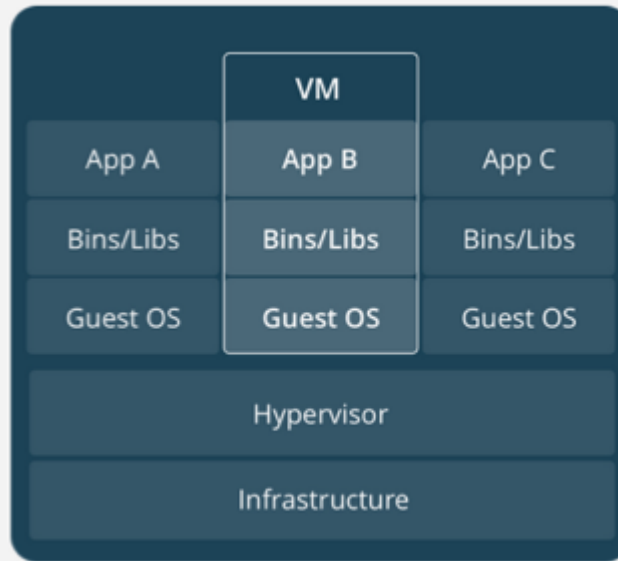 VM
App A App B App C
Bins/Libs Bins/Libs Bins/Libs
Guest OS Guest OS Guest OS
Hypervisor
Infrastructure